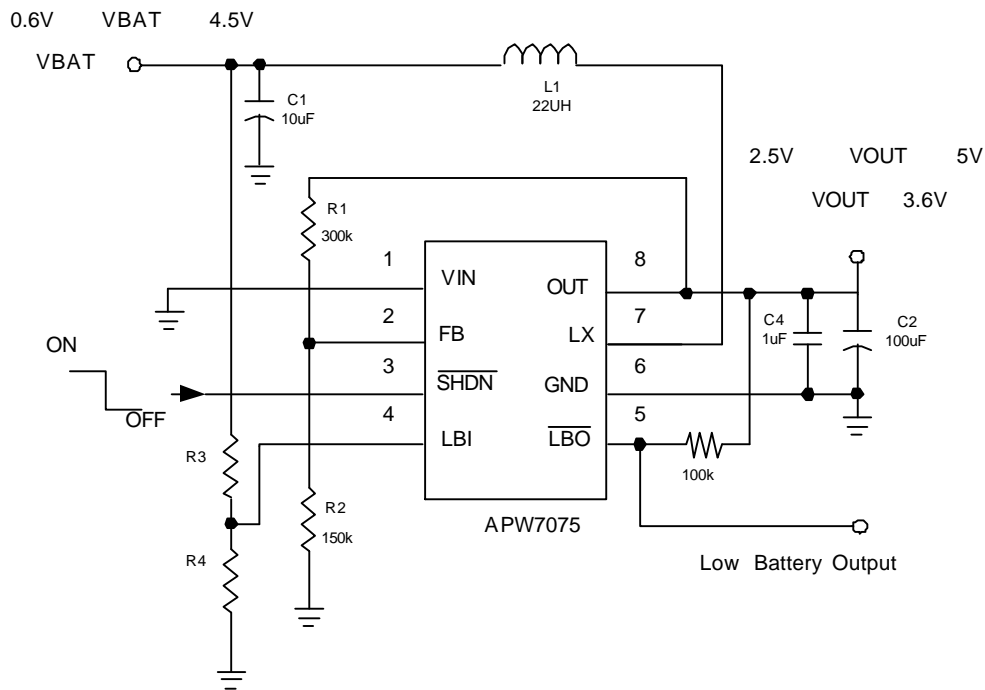 0.6V VBAT 4.5V
VBAT
L1
22UH
C1
10uF
2.5V VOUT 5V
VOUT 3.6V
R1
300k
1
VIN
OUT
8
2
FB
LX
7
C4
1uF
C2
100uF
ON
OFF
3
SHDN
GND
6
4
LBI
LBO
5
100k
R3
R2
150k
APW7075
R4
Low Battery Output